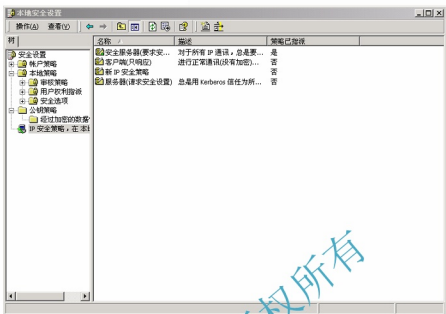 本地安全设置
操作(A) 查看(V)
树
名称 描述 策略已指派
安全设置
帐户策略
本地策略
审核策略
用户权利指派
安全选项
公钥策略
经过加密的数据
IP 安全策略，在 本
安全服务器(要求安... 对于所有 IP 通讯，总是要... 是
客户端(只响应) 进行正常通讯(没有加密)... 否
新 IP 安全策略 否
服务器(请求安全设置) 总是用 Kerberos 信任为所... 否
权所有